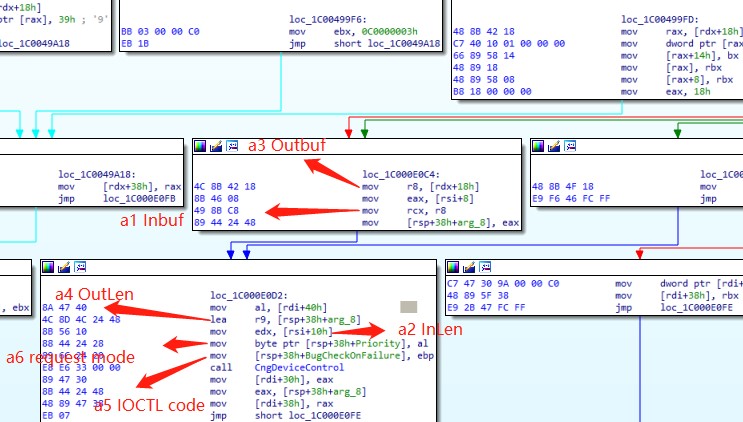 dx+18h]
ptr [rax], 39h ; '9'
loc_1C0049A18
loc_1C00499F6:
BB 03 00 00 C0 mov ebx, 0C0000003h
EB 1B jmp short loc_1C0049A18
loc_1C00499FD:
48 8B 42 18 mov rax, [rdx+18h]
C7 40 10 01 00 00 00 mov dword ptr [rax
66 89 58 14 mov [rax+14h], bx
48 89 18 mov [rax], rbx
48 89 58 08 mov [rax+8], rbx
B8 18 00 00 00 mov eax, 18h
loc_1C0049A18:
mov [rdx+38h], rax
jmp loc_1C000E0FB
a3 Outbuf
loc_1C000E0C4:
4C 8B 42 18 mov r8, [rdx+18h]
8B 46 08 mov eax, [rsi+8]
49 8B C8 mov rcx, r8
89 44 24 48 mov [rsp+38h+arg_8], eax
a1 Inbuf
loc_1C00
48 8B 4F 18 mov
E9 F6 46 FC FF jmp
, ebx
loc_1C000E0D2:
8A 47 40 mov al, [rdi+40h]
4C 8D 4C 24 48 lea r9, [rsp+38h+arg_8]
8B 56 10 mov edx, [rsi+10h]
88 44 24 28 mov byte ptr [rsp+38h+Priority], al
mov [rsp+38h+BugCheckOnFailure], ebp
E8 E6 33 00 00 call CngDeviceControl
89 47 30 mov [rdi+30h], eax
8B 44 24 48 mov eax, [rsp+38h+arg_8]
48 89 47 38 mov [rdi+38h], rax
EB 07 jmp short loc_1C000E0FE
a4 OutLen
a2 InLen
a6 request mode
a5 IOCTL code
C7 47 30 9A 00 00 C0 mov dword ptr [rdi+
48 89 5F 38 mov [rdi+38h], rbx
E9 2B 47 FC FF jmp loc_1C000E0FE